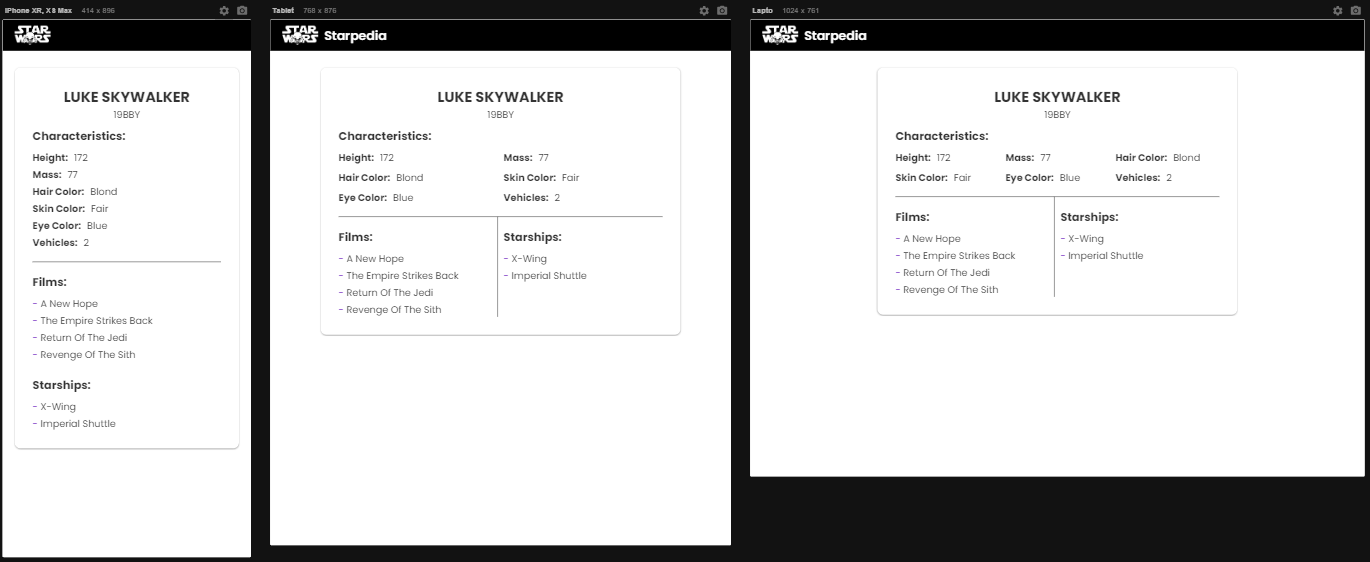 iPhone XR, XS Max 414 x 896
STAR WARS
LUKE SKYWALKER
19BBY
Characteristics:
Height: 172
Mass: 77
Hair Color: Blond
Skin Color: Fair
Eye Color: Blue
Vehicles: 2
Films:
- A New Hope
- The Empire Strikes Back
- Return Of The Jedi
- Revenge Of The Sith
Starships:
- X-Wing
- Imperial Shuttle
Tablet 768 x 876
STAR WARS Starpedia
LUKE SKYWALKER
19BBY
Characteristics:
Height: 172 Mass: 77
Hair Color: Blond Skin Color: Fair
Eye Color: Blue Vehicles: 2
Films: Starships:
- A New Hope - X-Wing
- The Empire Strikes Back - Imperial Shuttle
- Return Of The Jedi
- Revenge Of The Sith
Lapto 1024 x 761
STAR WARS Starpedia
LUKE SKYWALKER
19BBY
Characteristics:
Height: 172 Mass: 77 Hair Color: Blond
Skin Color: Fair Eye Color: Blue Vehicles: 2
Films: Starships:
- A New Hope - X-Wing
- The Empire Strikes Back - Imperial Shuttle
- Return Of The Jedi
- Revenge Of The Sith